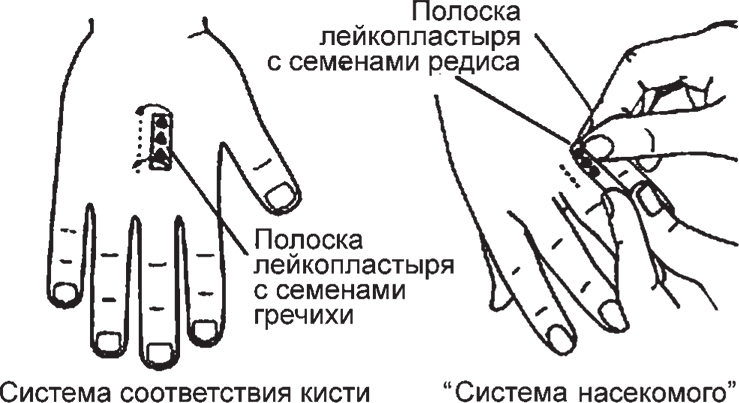 Полоска
лейкопластыря
с семенами редиса
Полоска
лейкопластыря
с семенами
гречихи
Система соответствия кисти
“Система насекомого”